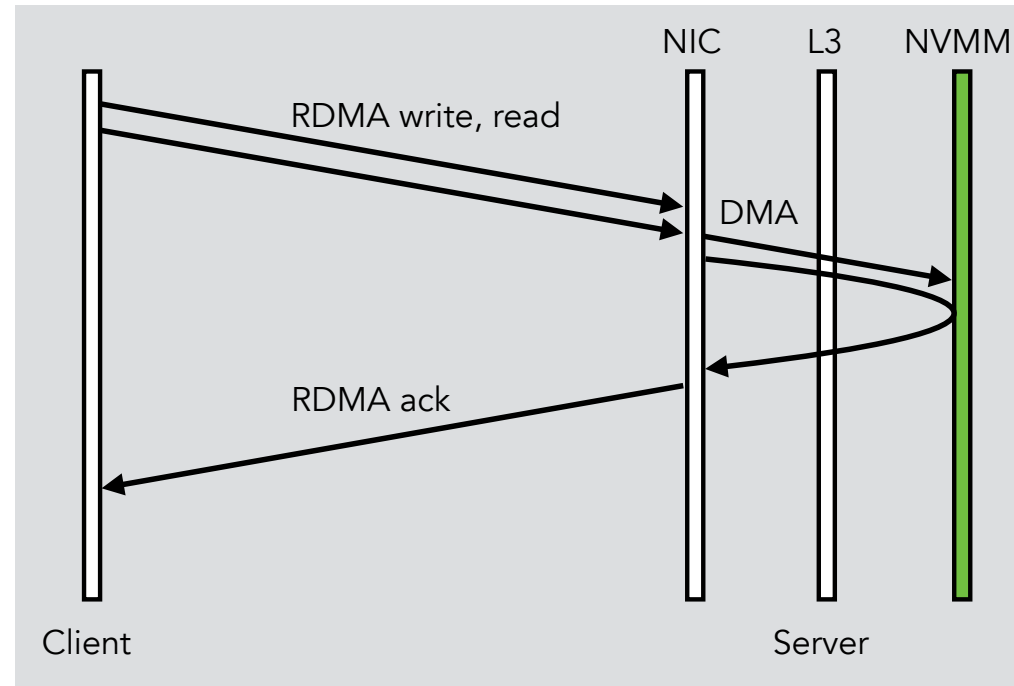 NIC L3 NVMM
RDMA write, read
DMA
RDMA ack
Client Server